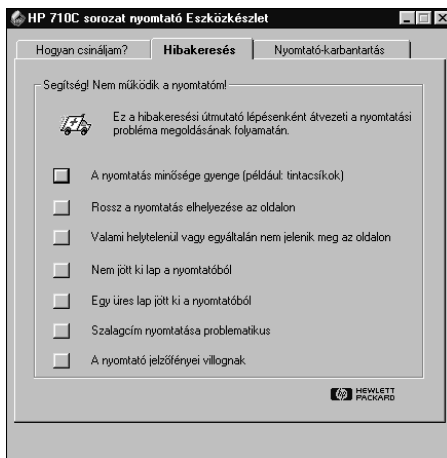 HP 710C sorozat nyomtató Eszközkészlet
Hogyan csináljam?
Hibakeresés
Nyomtató-karbantartás
Segítség! Nem működik a nyomtatóm!
Ez a hibakeresési útmutató lépésenként átvezeti a nyomtatási
probléma megoldásának folyamatán.
A nyomtatás minősége gyenge (például: tintacsíkok)
Rossz a nyomtatás elhelyezése az oldalon
Valami helytelenül vagy egyáltalán nem jelenik meg az oldalon
Nem jött ki lap a nyomtatóból
Egy üres lap jött ki a nyomtatóból
Szalagcím nyomtatása problematikus
A nyomtató jelzőfényei villognak
hp HEWLETT
PACKARD